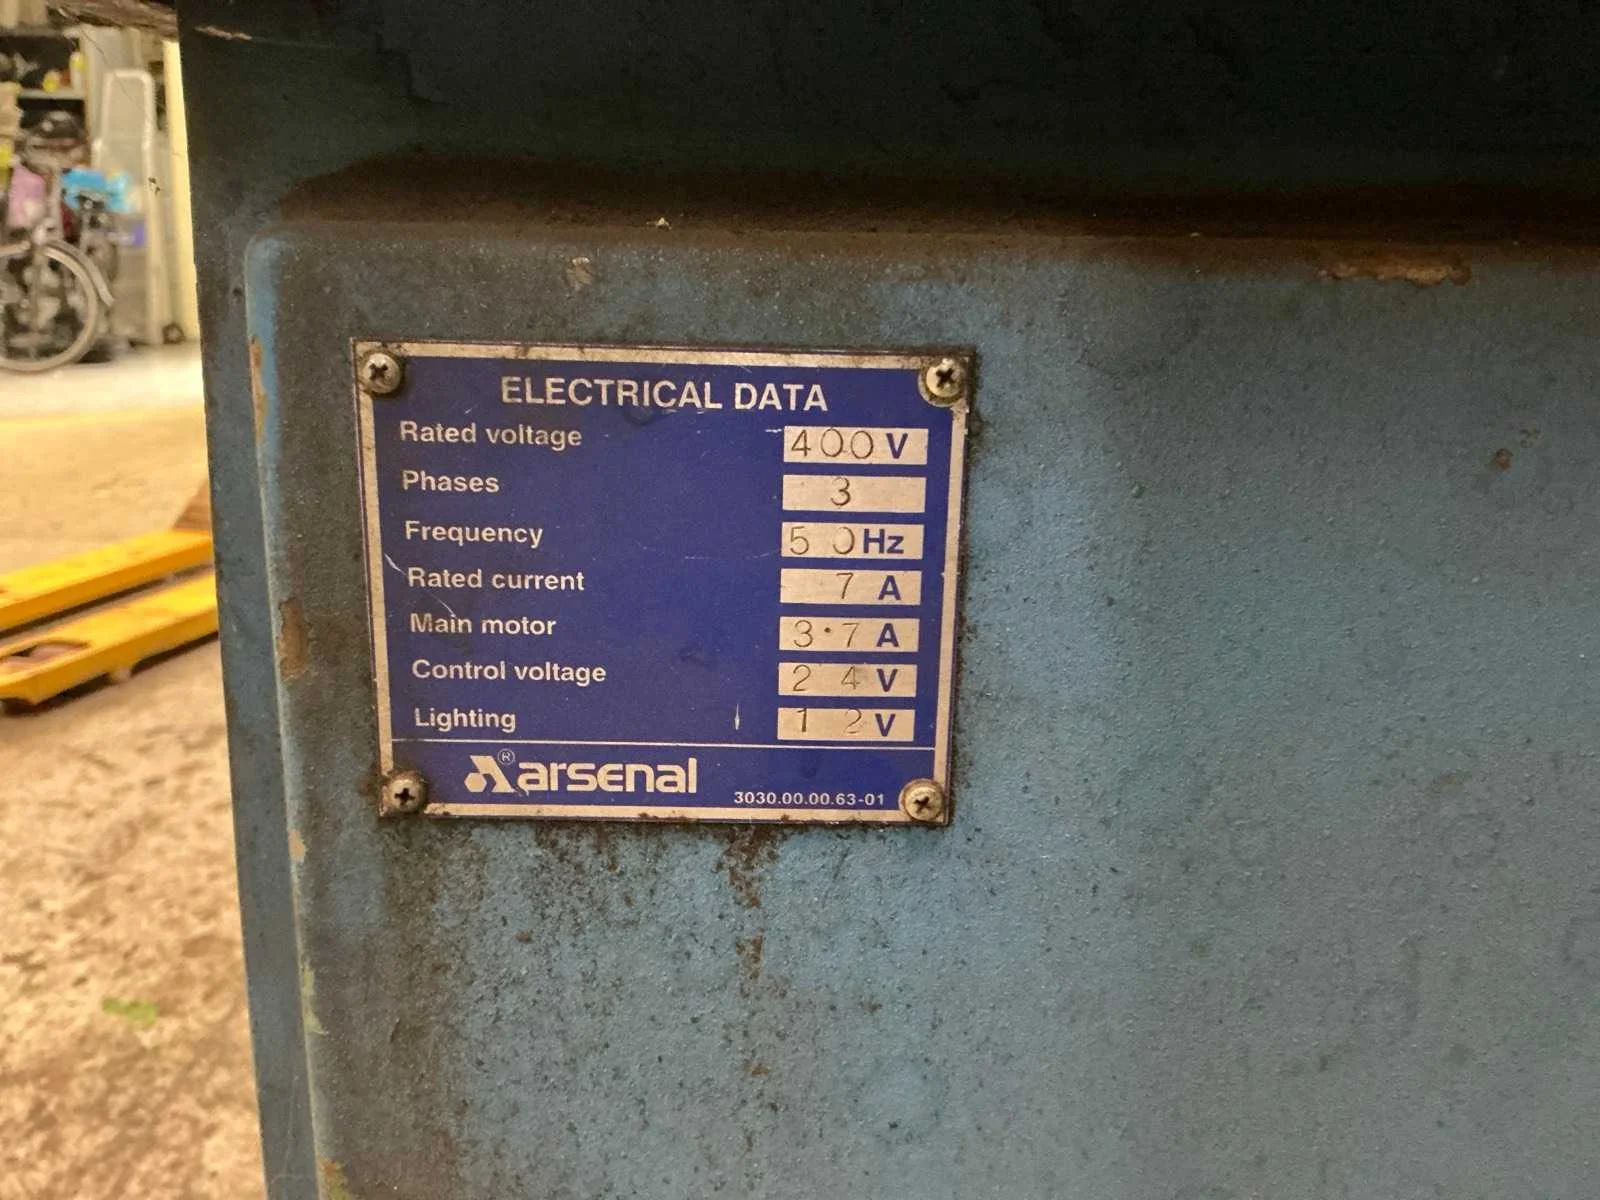 ELECTRICAL DATA
Rated voltage 400 V
Phases 3
Frequency 50 Hz
Rated current 7 A
Main motor 3·7 A
Control voltage 24 V
Lighting 12 V
® arsenal
3030.00.00.63-01